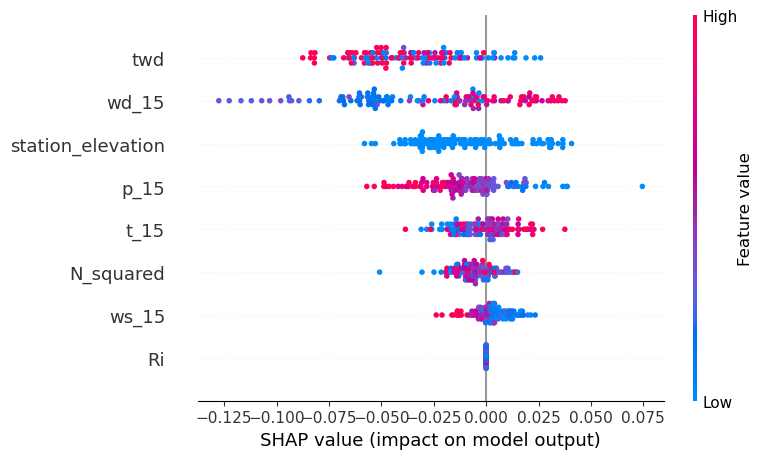 High
twd
wd_15
station_elevation
p_15
t_15
N_squared
ws_15
Ri
Feature value
Low
−0.125 −0.100 −0.075 −0.050 −0.025 0.000 0.025 0.050 0.075
SHAP value (impact on model output)